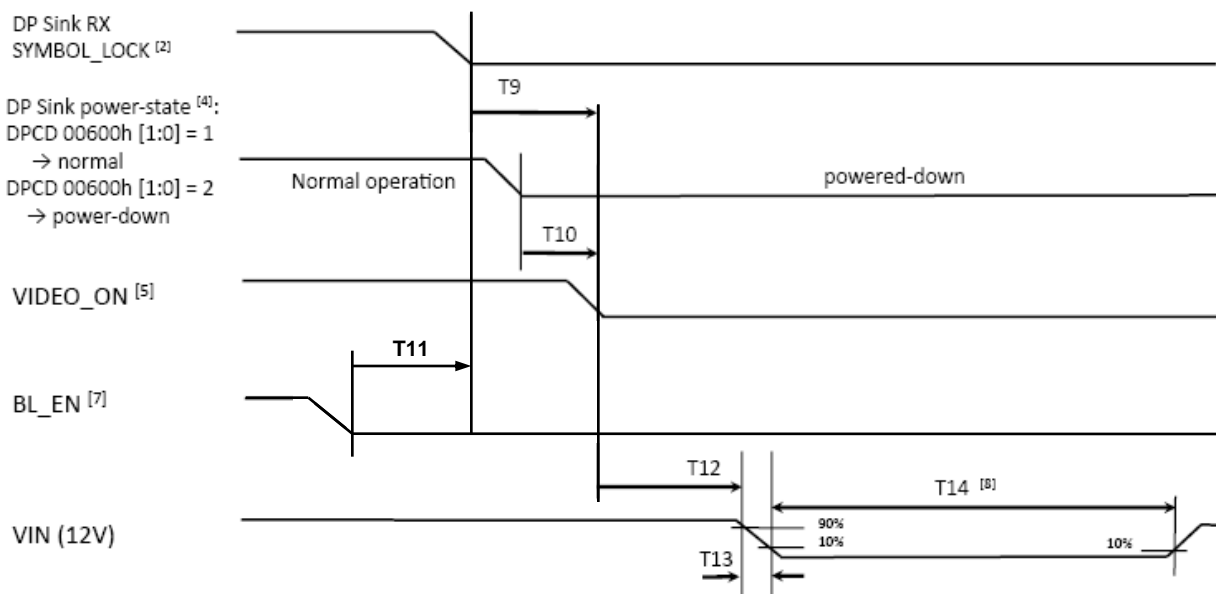 DP Sink RX
SYMBOL_LOCK [2]
T9
DP Sink power-state [4]:
DPCD 00600h [1:0] = 1
→ normal
DPCD 00600h [1:0] = 2
→ power-down
Normal operation
powered-down
T10
VIDEO_ON [5]
T11
BL_EN [7]
T12
T14 [8]
VIN (12V)
90%
10%
10%
T13